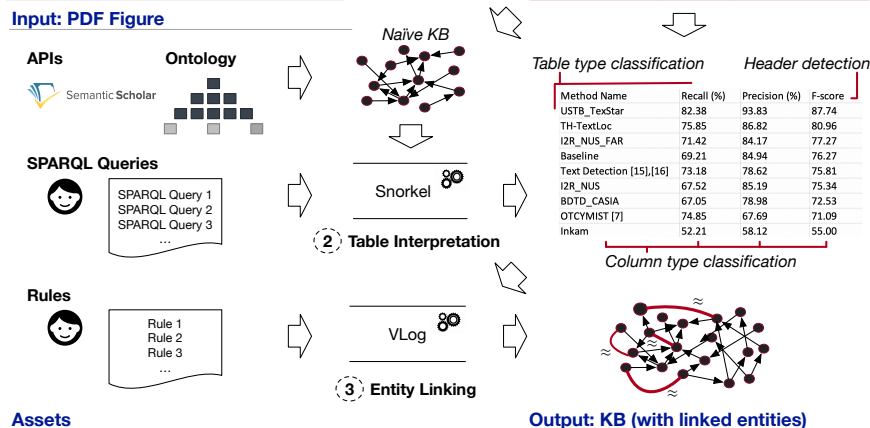 Input: PDF Figure
APIs
Ontology
Naïve KB
Semantic Scholar
Table type classification
Header detection
Method Name Recall (%) Precision (%) F-score
USTB_TexStar 82.38 93.83 87.74
TH-TextLoc 75.85 86.82 80.96
I2R_NUS_FAR 71.42 84.17 77.27
Baseline 69.21 84.94 76.27
Text Detection [15],[16] 73.18 78.62 75.81
I2R_NUS 67.52 85.19 75.34
BDTD_CASIA 67.05 78.98 72.53
OTCYMIST [7] 74.85 67.69 71.09
Inkam 52.21 58.12 55.00
Column type classification
SPARQL Queries
SPARQL Query 1
SPARQL Query 2
SPARQL Query 3
...
Snorkel
2 Table Interpretation
Rules
Rule 1
Rule 2
Rule 3
...
VLog
3 Entity Linking
≈
≈
≈
≈
Assets
Output: KB (with linked entities)